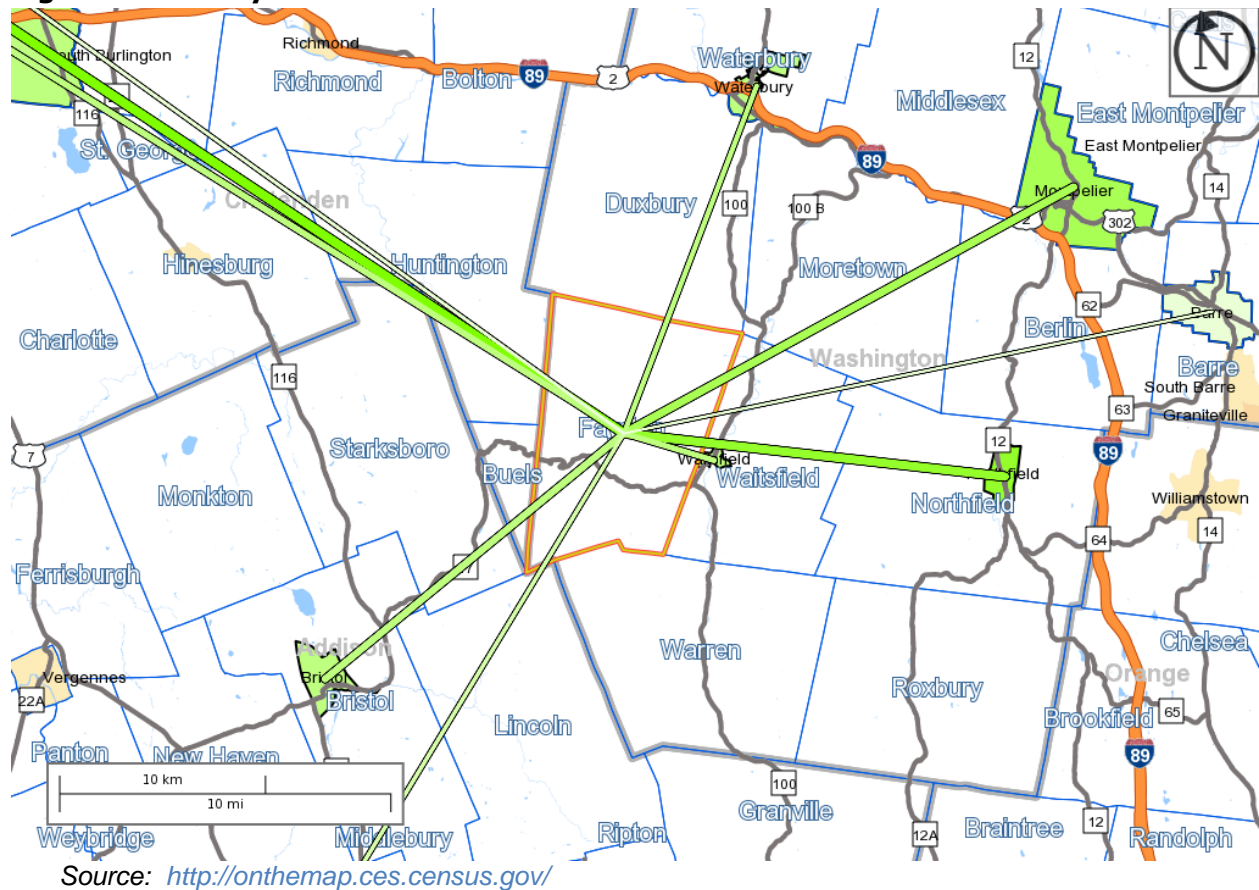 Richmond
South Burlington
Richmond
Bolton
89
2
Waterbury
Waterbury
12
Middlesex
N
East Montpelier
East Montpelier
116
St. George
89
14
Montpelier
Duxbury
100
100 B
2
302
Hinesburg
Huntington
Moretown
62
Barre
Berlin
Charlotte
Washington
Barre
116
South Barre
63
Graniteville
7
Starksboro
12
89
Buels
Waitsfield
Waitsfield
Monkton
Northfield
Williamstown
64
14
Ferrisburgh
Addison
Warren
Chelsea
Vergennes
Bristol
Bristol
Roxbury
Orange
22A
Lincoln
Brookfield
65
Panton
New Haven
89
10 km
100
10 mi
Granville
Weybridge
Middlebury
Ripton
12A
Braintree
12
Randolph
Source: http://onthemap.ces.census.gov/